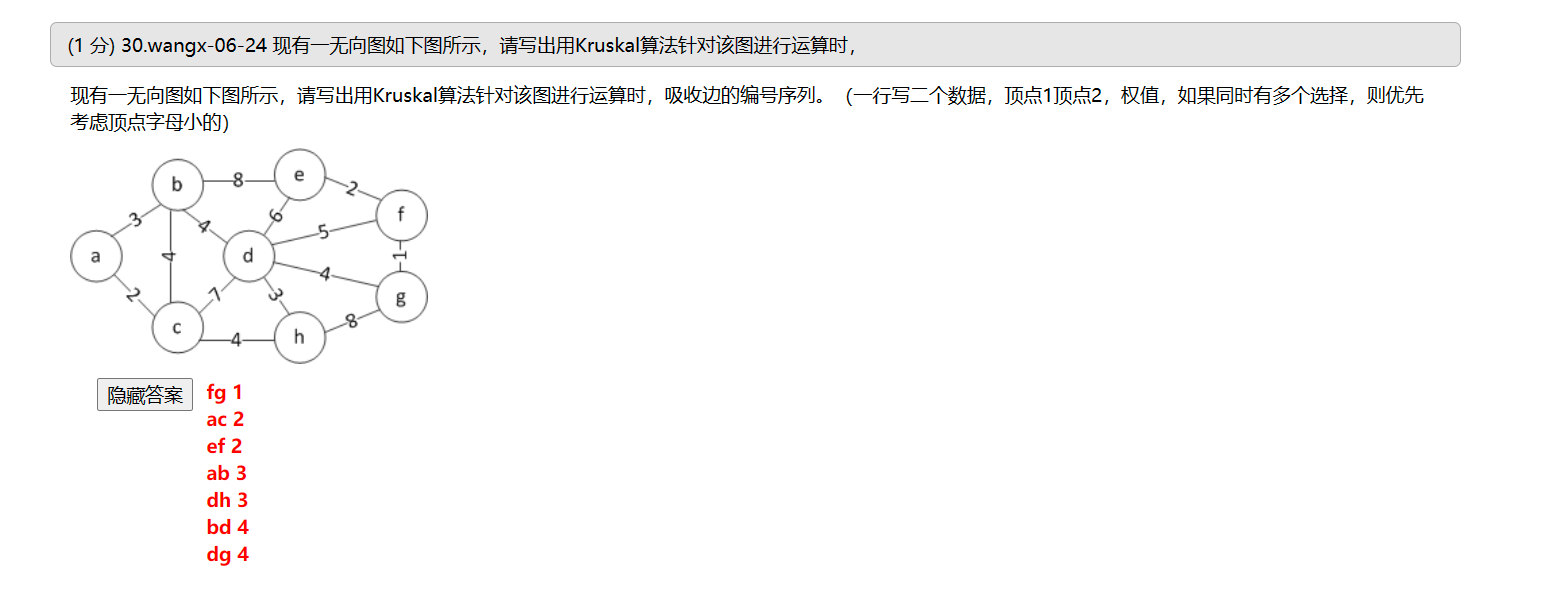 (1 分) 30.wangx-06-24 现有一无向图如下图所示，请写出用Kruskal算法针对该图进行运算时，
现有一无向图如下图所示，请写出用Kruskal算法针对该图进行运算时，吸收边的编号序列。（一行写二个数据，顶点1顶点2，权值，如果同时有多个选择，则优先
考虑顶点字母小的)
b
8
e
2
3
4
6
f
5
a
4
d
1
4
2
7
3
g
c
4
h
8
隐藏答案
fg 1
ac 2
ef 2
ab 3
dh 3
bd 4
dg 4